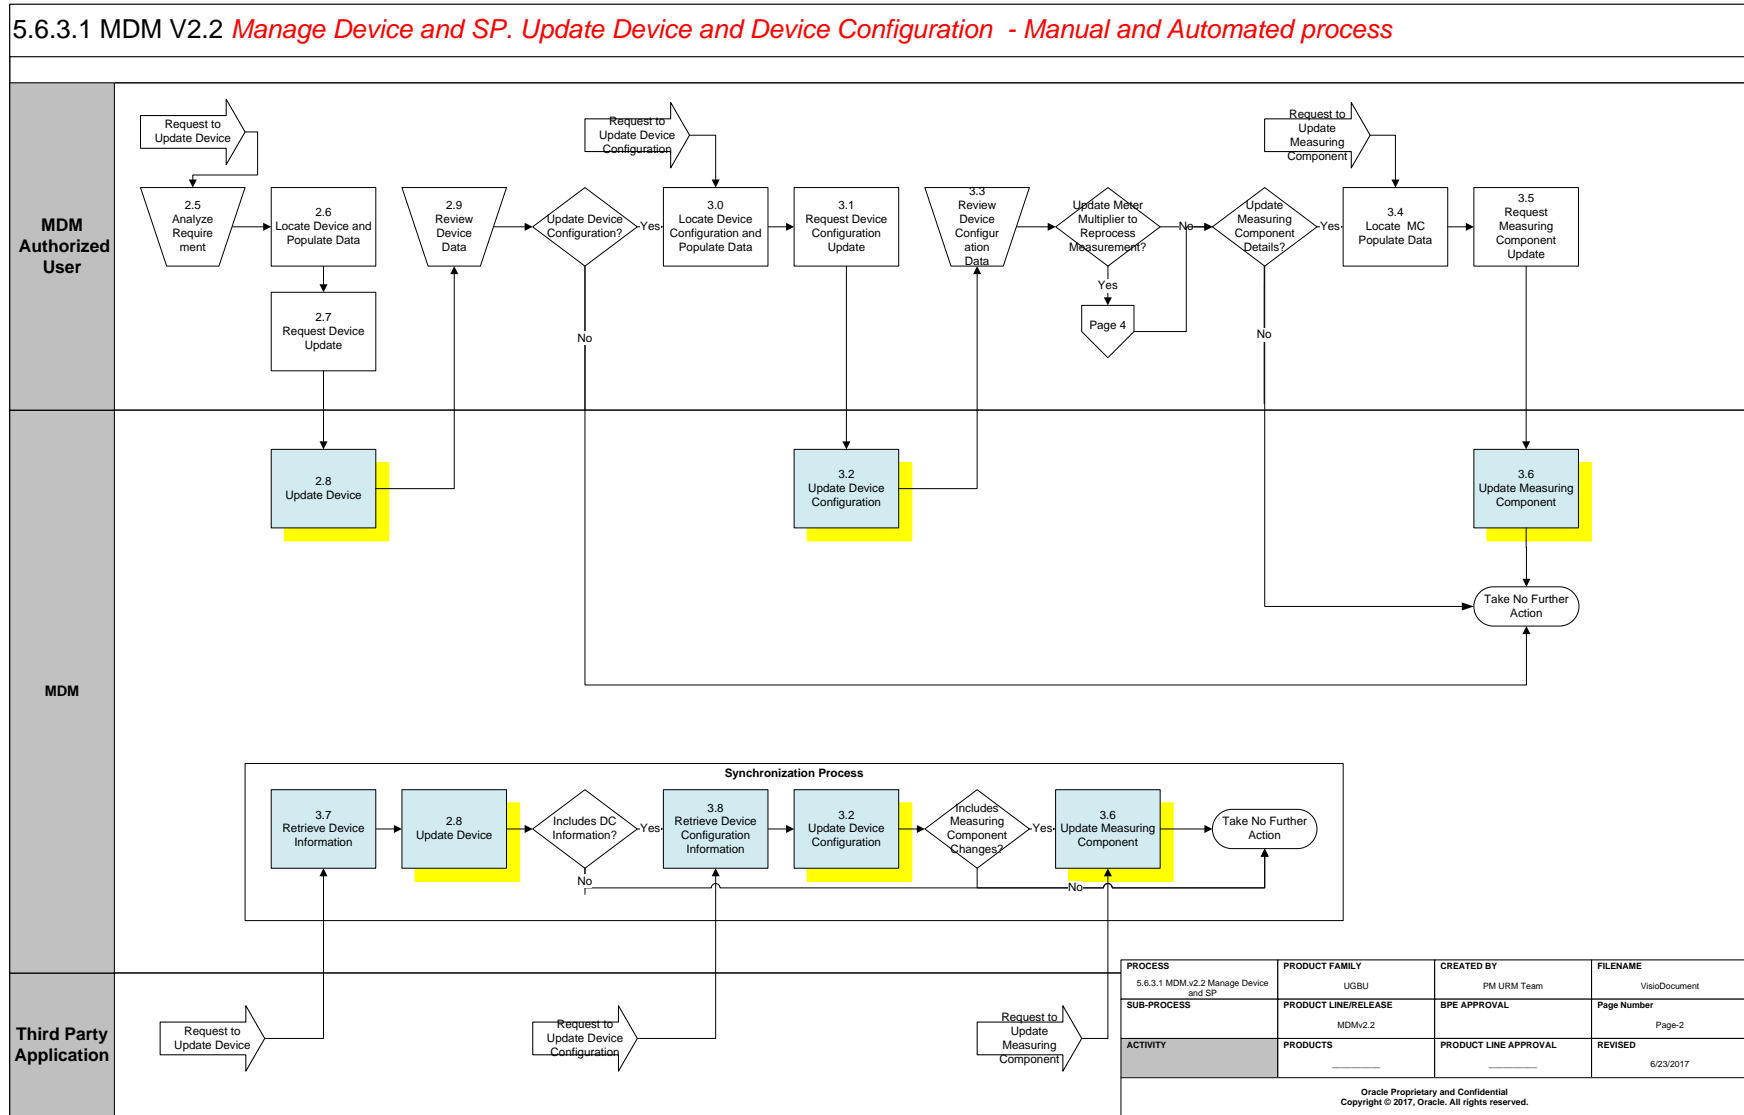 5.6.3.1 MDM V2.2 Manage Device and SP. Update Device and Device Configuration - Manual and Automated process
MDM
Authorized
User
Request to
Update Device
Request to
Update Device
Configuration
Request to
Update
Measuring
Component
2.5
Analyze
Require
ment
2.6
Locate Device and
Populate Data
2.7
Request Device
Update
2.9
Review
Device
Data
Update Device
Configuration?
Yes
No
3.0
Locate Device
Configuration and
Populate Data
3.1
Request Device
Configuration
Update
3.3
Review
Device
Configur
ation
Data
Update Meter
Multiplier to
Reprocess
Measurement?
No
Yes
Page 4
Update
Measuring
Component
Details?
Yes
No
3.4
Locate MC
Populate Data
3.5
Request
Measuring
Component
Update
MDM
2.8
Update Device
3.2
Update Device
Configuration
3.6
Update Measuring
Component
Take No Further
Action
Synchronization Process
3.7
Retrieve Device
Information
2.8
Update Device
Includes DC
Information?
Yes
No
3.8
Retrieve Device
Configuration
Information
3.2
Update Device
Configuration
Includes
Measuring
Component
Changes?
Yes
No
3.6
Update Measuring
Component
Take No Further
Action
Third Party
Application
Request to
Update Device
Request to
Update Device
Configuration
Request to
Update
Measuring
Component
PROCESS
5.6.3.1 MDM.v2.2 Manage Device
and SP
PRODUCT FAMILY
UGBU
CREATED BY
PM URM Team
FILENAME
VisioDocument
SUB-PROCESS
PRODUCT LINE/RELEASE
MDMv2.2
BPE APPROVAL
Page Number
Page-2
ACTIVITY
PRODUCTS
PRODUCT LINE APPROVAL
REVISED
6/23/2017
Oracle Proprietary and Confidential
Copyright © 2017, Oracle. All rights reserved.